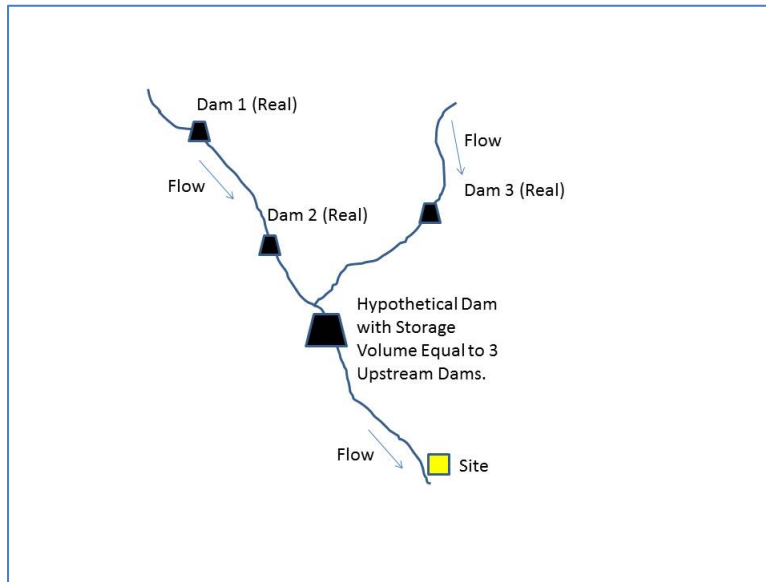 Dam 1 (Real)
Flow
Flow
Dam 3 (Real)
Dam 2 (Real)
Hypothetical Dam
with Storage
Volume Equal to 3
Upstream Dams.
Flow
Site